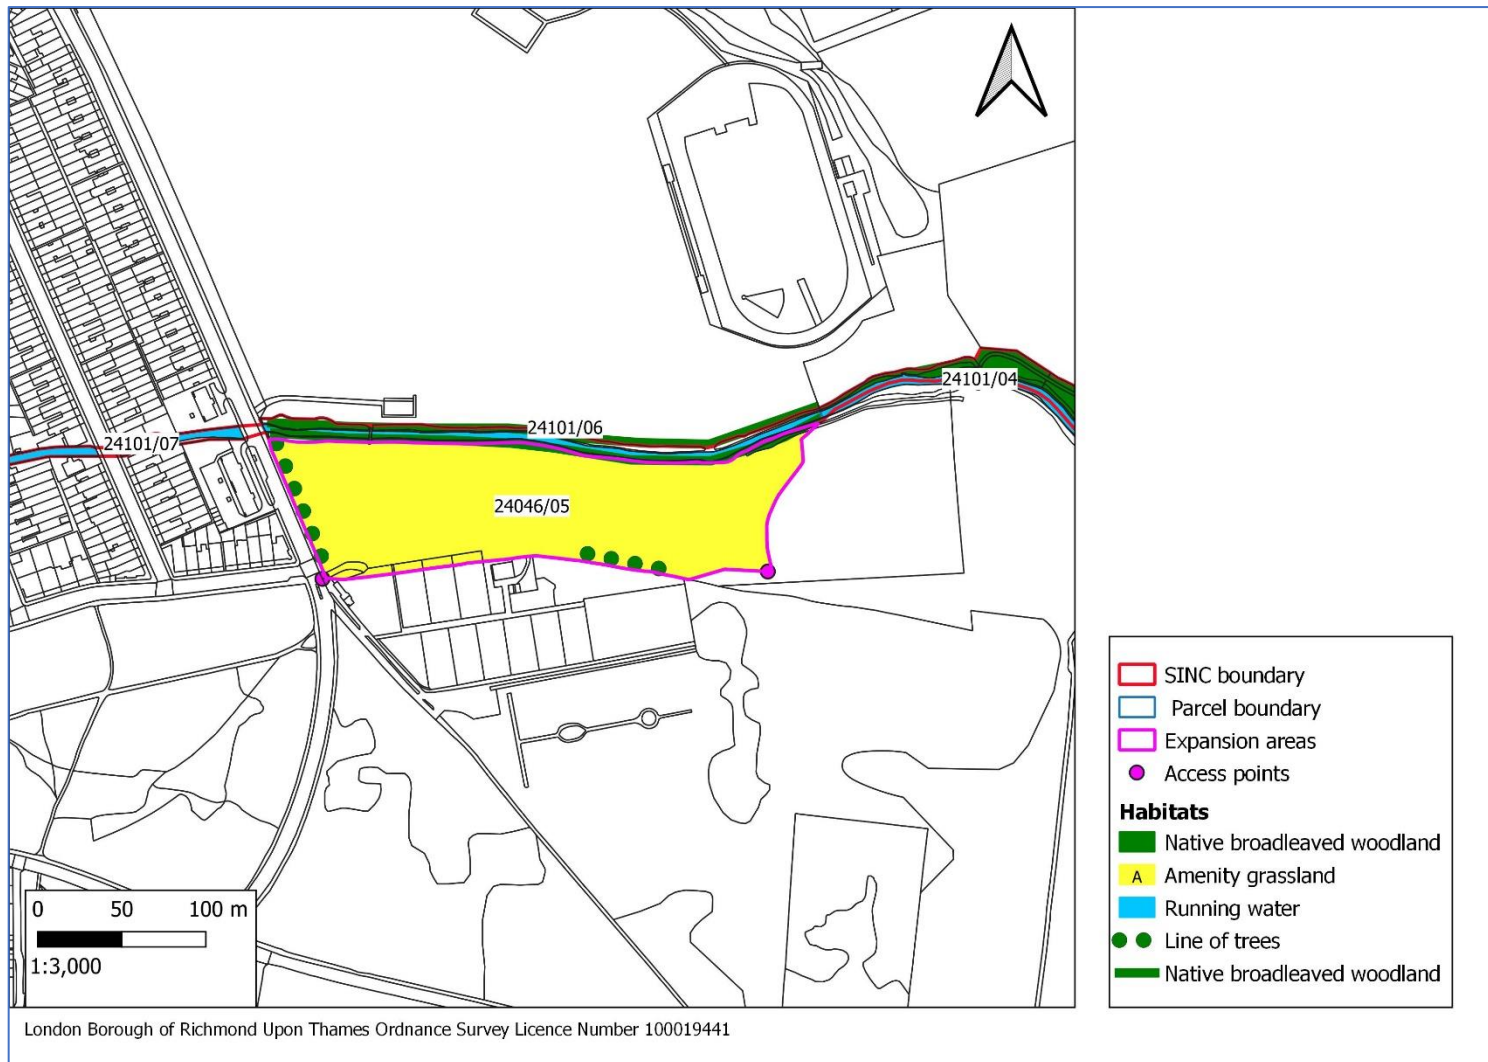 24101/04
24101/06
24101/07
24046/05
SINC boundary
Parcel boundary
Expansion areas
Access points
Habitats
Native broadleaved woodland
A Amenity grassland
Running water
Line of trees
Native broadleaved woodland
0 50 100 m
1:3,000
London Borough of Richmond Upon Thames Ordnance Survey Licence Number 100019441